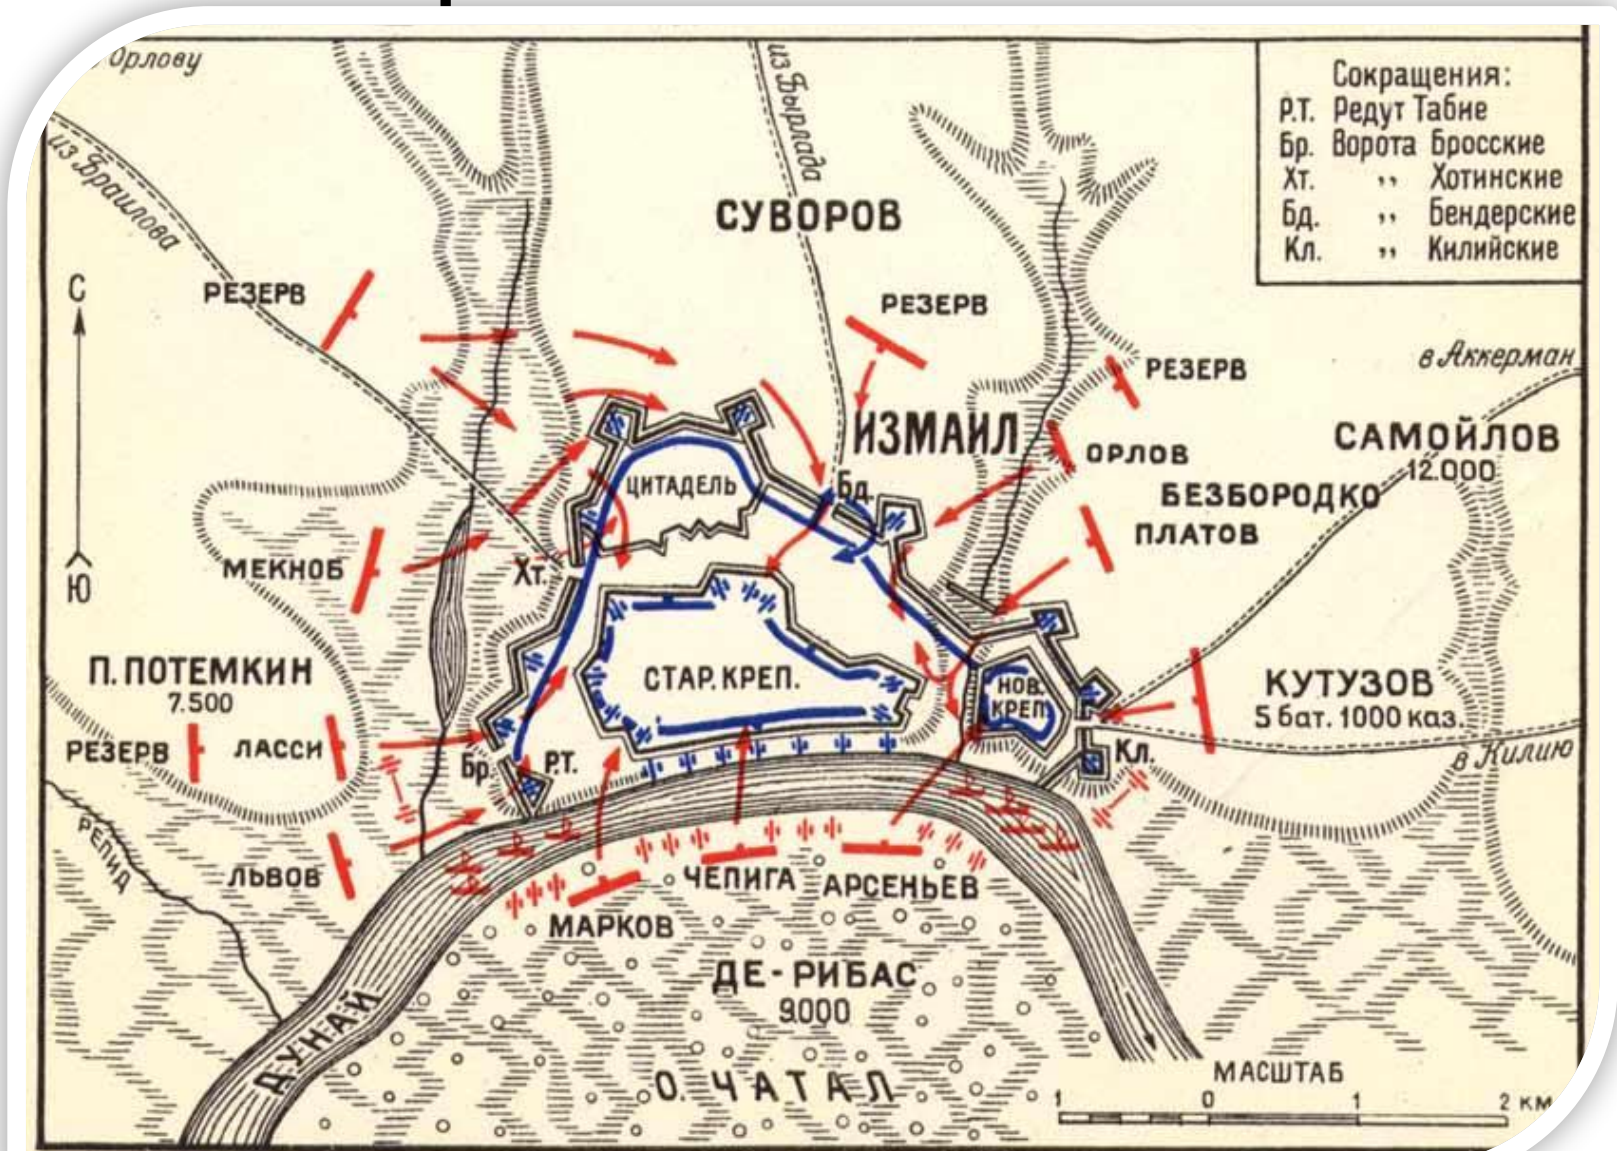 Орлову
из Браилова
из Бырлада
Сокращения:
Р.Т. Редут Табие
Бр. Ворота Бросские
Хт. ,, Хотинские
Бд. ,, Бендерские
Кл. ,, Килийские
СУВОРОВ
С
Ю
РЕЗЕРВ
РЕЗЕРВ
РЕЗЕРВ
в Аккерман
ИЗМАИЛ
САМОЙЛОВ
12.000
ОРЛОВ
БЕЗБОРОДКО
ПЛАТОВ
ЦИТАДЕЛЬ
Бд.
Хт.
МЕКНОБ
П. ПОТЕМКИН
7.500
СТАР. КРЕП.
НОВ.
КРЕП.
КУТУЗОВ
5 бат. 1000 каз.
РЕЗЕРВ
ЛАССИ
Бр.
Р.Т.
Кл.
в Килию
РЕПИД
ЛЬВОВ
ЧЕПИГА
АРСЕНЬЕВ
МАРКОВ
ДЕ-РИБАС
9.000
ДУНАЙ
О. ЧАТАЛ
МАСШТАБ
1 0 1 2 км